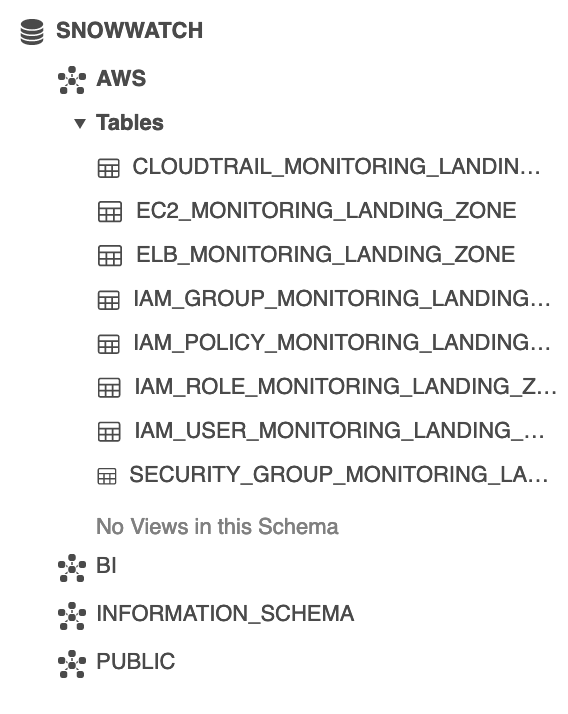 SNOWWATCH
AWS
Tables
CLOUDTRAIL_MONITORING_LANDIN...
EC2_MONITORING_LANDING_ZONE
ELB_MONITORING_LANDING_ZONE
IAM_GROUP_MONITORING_LANDING...
IAM_POLICY_MONITORING_LANDING...
IAM_ROLE_MONITORING_LANDING_Z...
IAM_USER_MONITORING_LANDING_...
SECURITY_GROUP_MONITORING_LA...
No Views in this Schema
BI
INFORMATION_SCHEMA
PUBLIC